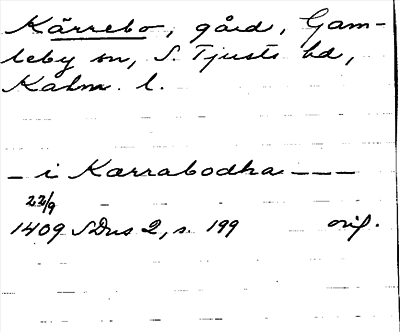 Kärrebo, gård, Gam-
leby sn, S. Tjusts hd,
Kalm. l.
— i Karrabodha — — —
22/9
1409 SDns 2, s. 199 orig.